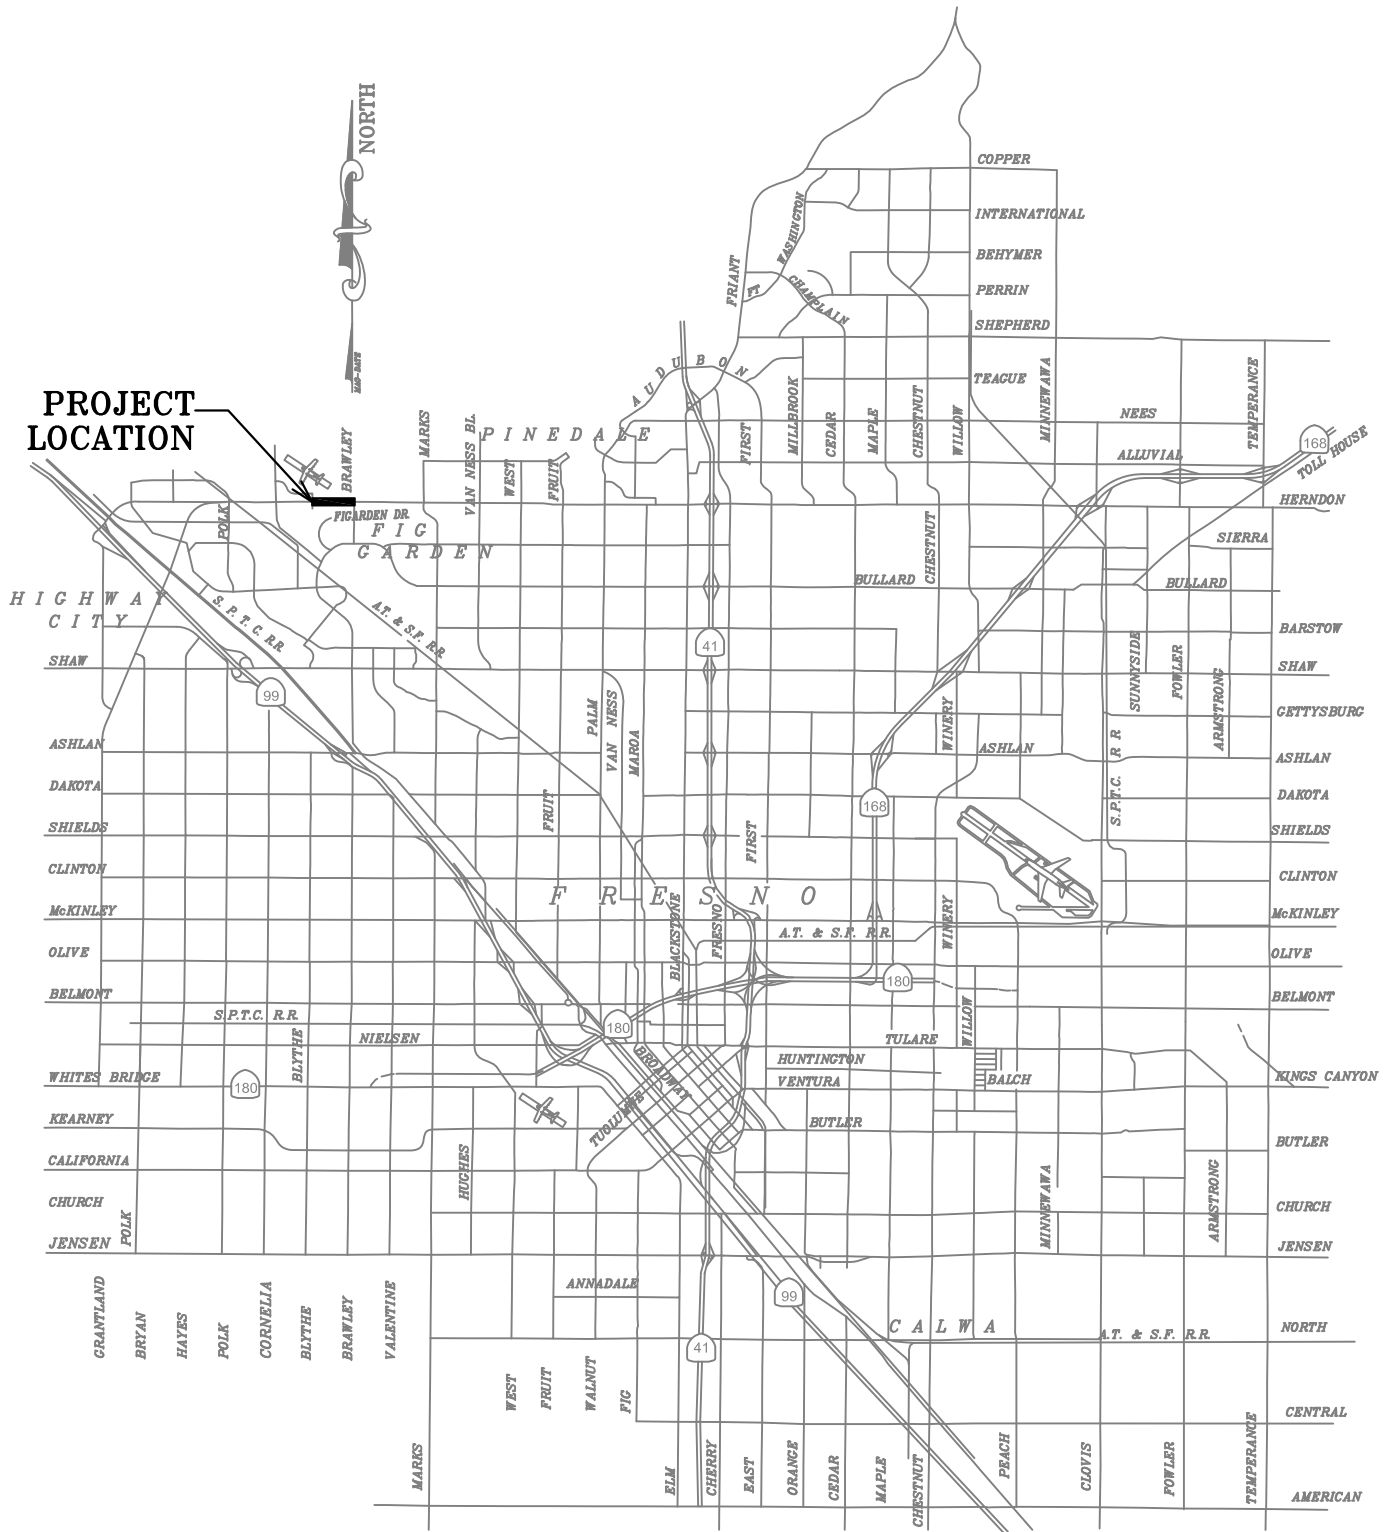 NORTH
MAG-DATE
COPPER
INTERNATIONAL
WASHINGTON
BEHYMER
FRIANT
FT
CHAMPLAIN
PERRIN
SHEPHERD
AUDUBON
TEAGUE
MINNEWAWA
TEMPERANCE
PROJECT
LOCATION
MARKS
VAN NESS BL.
PINEDALE
BRAWLEY
WEST
FRUIT
FIRST
MILLBROOK
CEDAR
MAPLE
CHESTNUT
WILLOW
NEES
ALLUVIAL
168
TOLL HOUSE
HERNDON
POLK
FIGARDEN DR.
FIG
GARDEN
CHESTNUT
SIERRA
BULLARD
BULLARD
HIGHWAY
CITY
S. P. T. C. R.R.
A.T. & S.F. R.R.
BARSTOW
41
SUNNYSIDE
FOWLER
ARMSTRONG
SHAW
SHAW
99
PALM
VAN NESS
MAROA
WINERY
GETTYSBURG
ASHLAN
ASHLAN
ASHLAN
S.P.T.C. R R
DAKOTA
DAKOTA
FRUIT
168
SHIELDS
FIRST
SHIELDS
CLINTON
CLINTON
FRESNO
McKINLEY
BLACKSTONE
FRESNO
WINERY
McKINLEY
A.T. & S.F. R.R.
OLIVE
OLIVE
180
BELMONT
BELMONT
S.P.T.C. R.R.
180
WILLOW
BLYTHE
NIELSEN
TULARE
BROADWAY
HUNTINGTON
WHITES BRIDGE
180
VENTURA
BALCH
KINGS CANYON
TUOLUMNE
KEARNEY
BUTLER
BUTLER
CALIFORNIA
HUGHES
MINNEWAWA
ARMSTRONG
CHURCH
CHURCH
POLK
JENSEN
JENSEN
GRANTLAND
BRYAN
HAYES
POLK
CORNELIA
BLYTHE
BRAWLEY
VALENTINE
ANNADALE
99
CALWA
A.T. & S.F. R.R.
NORTH
41
WEST
FRUIT
WALNUT
FIG
CENTRAL
MARKS
ELM
CHERRY
EAST
ORANGE
CEDAR
MAPLE
CHESTNUT
PEACH
CLOVIS
FOWLER
TEMPERANCE
AMERICAN